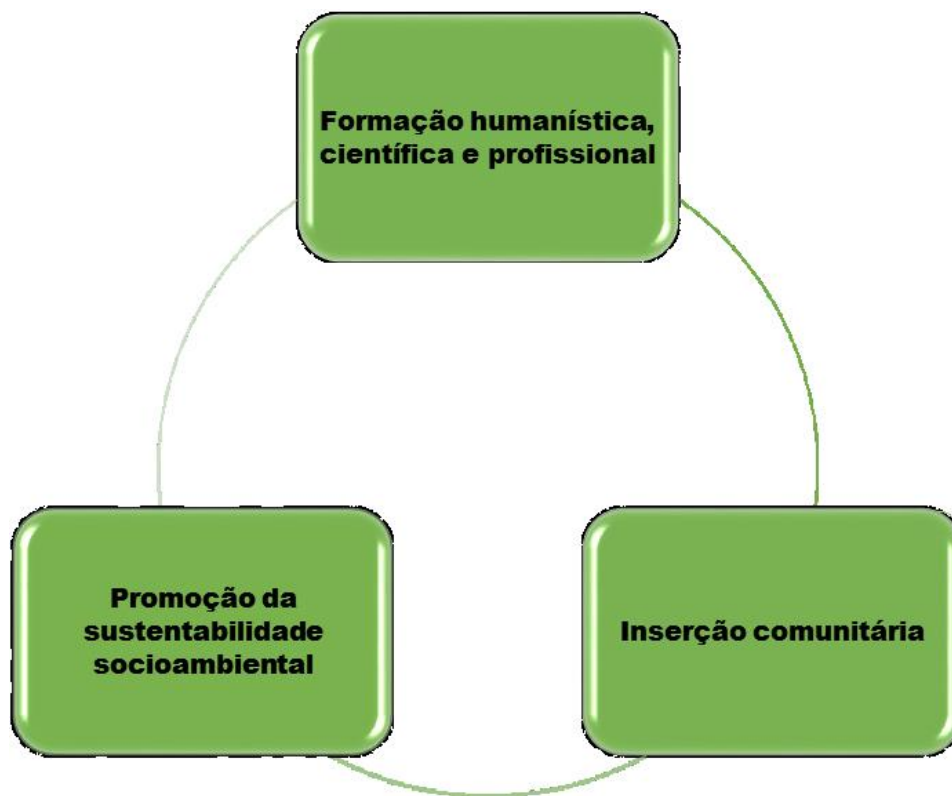 Formação humanística,
científica e profissional
Promoção da
sustentabilidade
socioambiental
Inserção comunitária